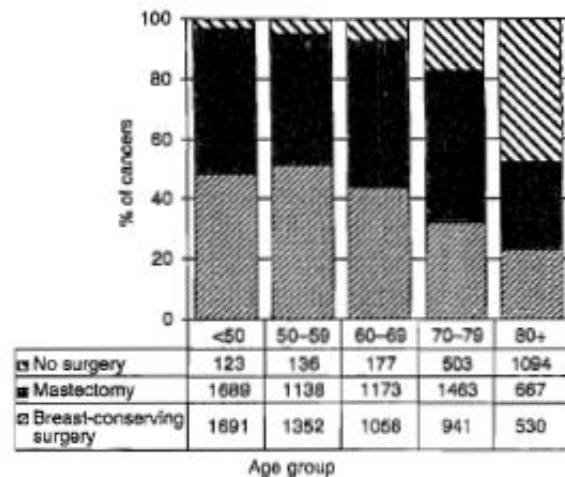 100
80
60
40
20
0
% of cancers
<50 50–59 60–69 70–79 80+
No surgery 123 136 177 503 1094
Mastectomy 1689 1138 1173 1463 667
Breast-conserving
surgery 1691 1352 1056 941 530
Age group